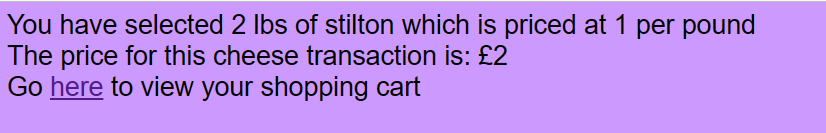 You have selected 2 lbs of stilton which is priced at 1 per pound
The price for this cheese transaction is: £2
Go here to view your shopping cart